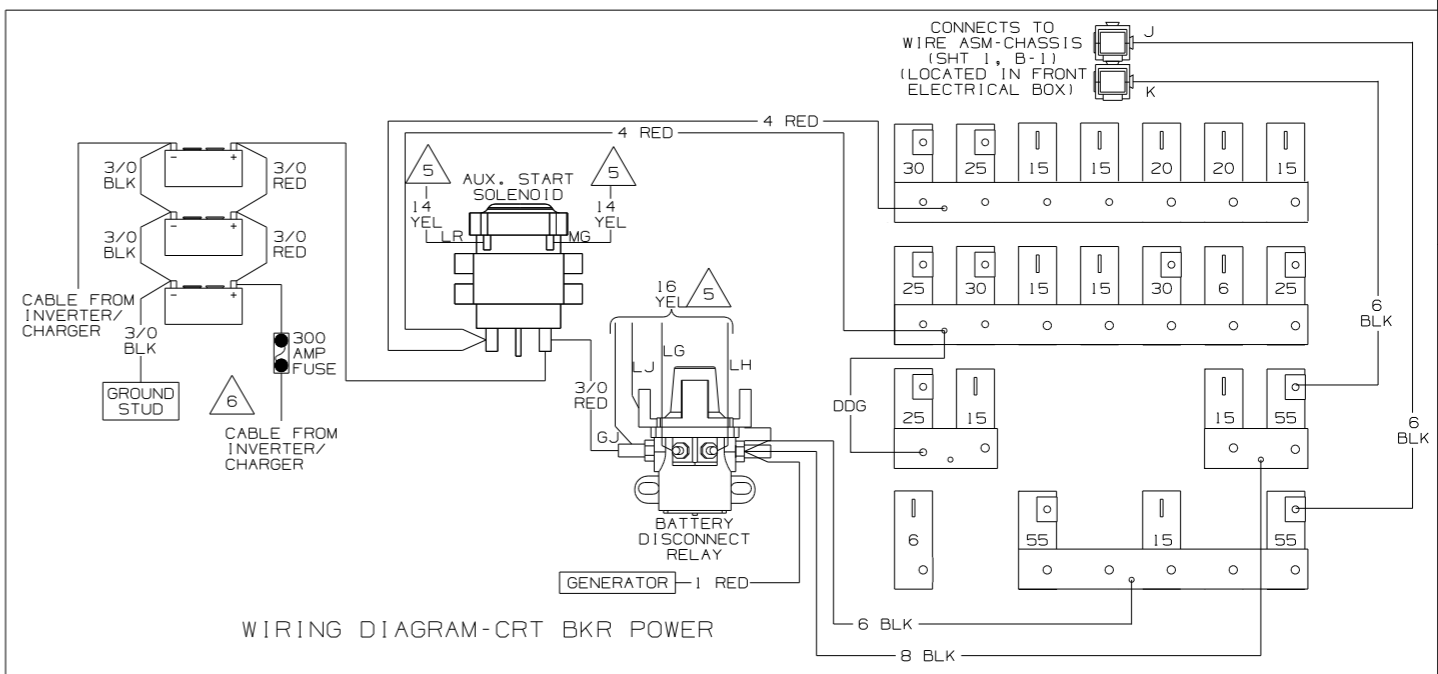 CONNECTS TO
WIRE ASM-CHASSIS
(SHT 1, B-1)
(LOCATED IN FRONT
ELECTRICAL BOX)
J
K
4 RED
4 RED
3/0
BLK
3/0
RED
3/0
BLK
3/0
RED
CABLE FROM
INVERTER/
CHARGER
3/0
BLK
GROUND
STUD
300
AMP
FUSE
6
CABLE FROM
INVERTER/
CHARGER
- +
- +
- +
5
5
AUX. START
SOLENOID
14
YEL
14
YEL
LR
MG
16
YEL
5
LJ
LG
LH
3/0
RED
GJ
BATTERY
DISCONNECT
RELAY
GENERATOR
1 RED
30 25 15 15 20 20 15
25 30 15 15 30 6 25
DDG
25 15 15 55
6 55 15 55
6
BLK
6
BLK
6 BLK
8 BLK
WIRING DIAGRAM-CRT BKR POWER